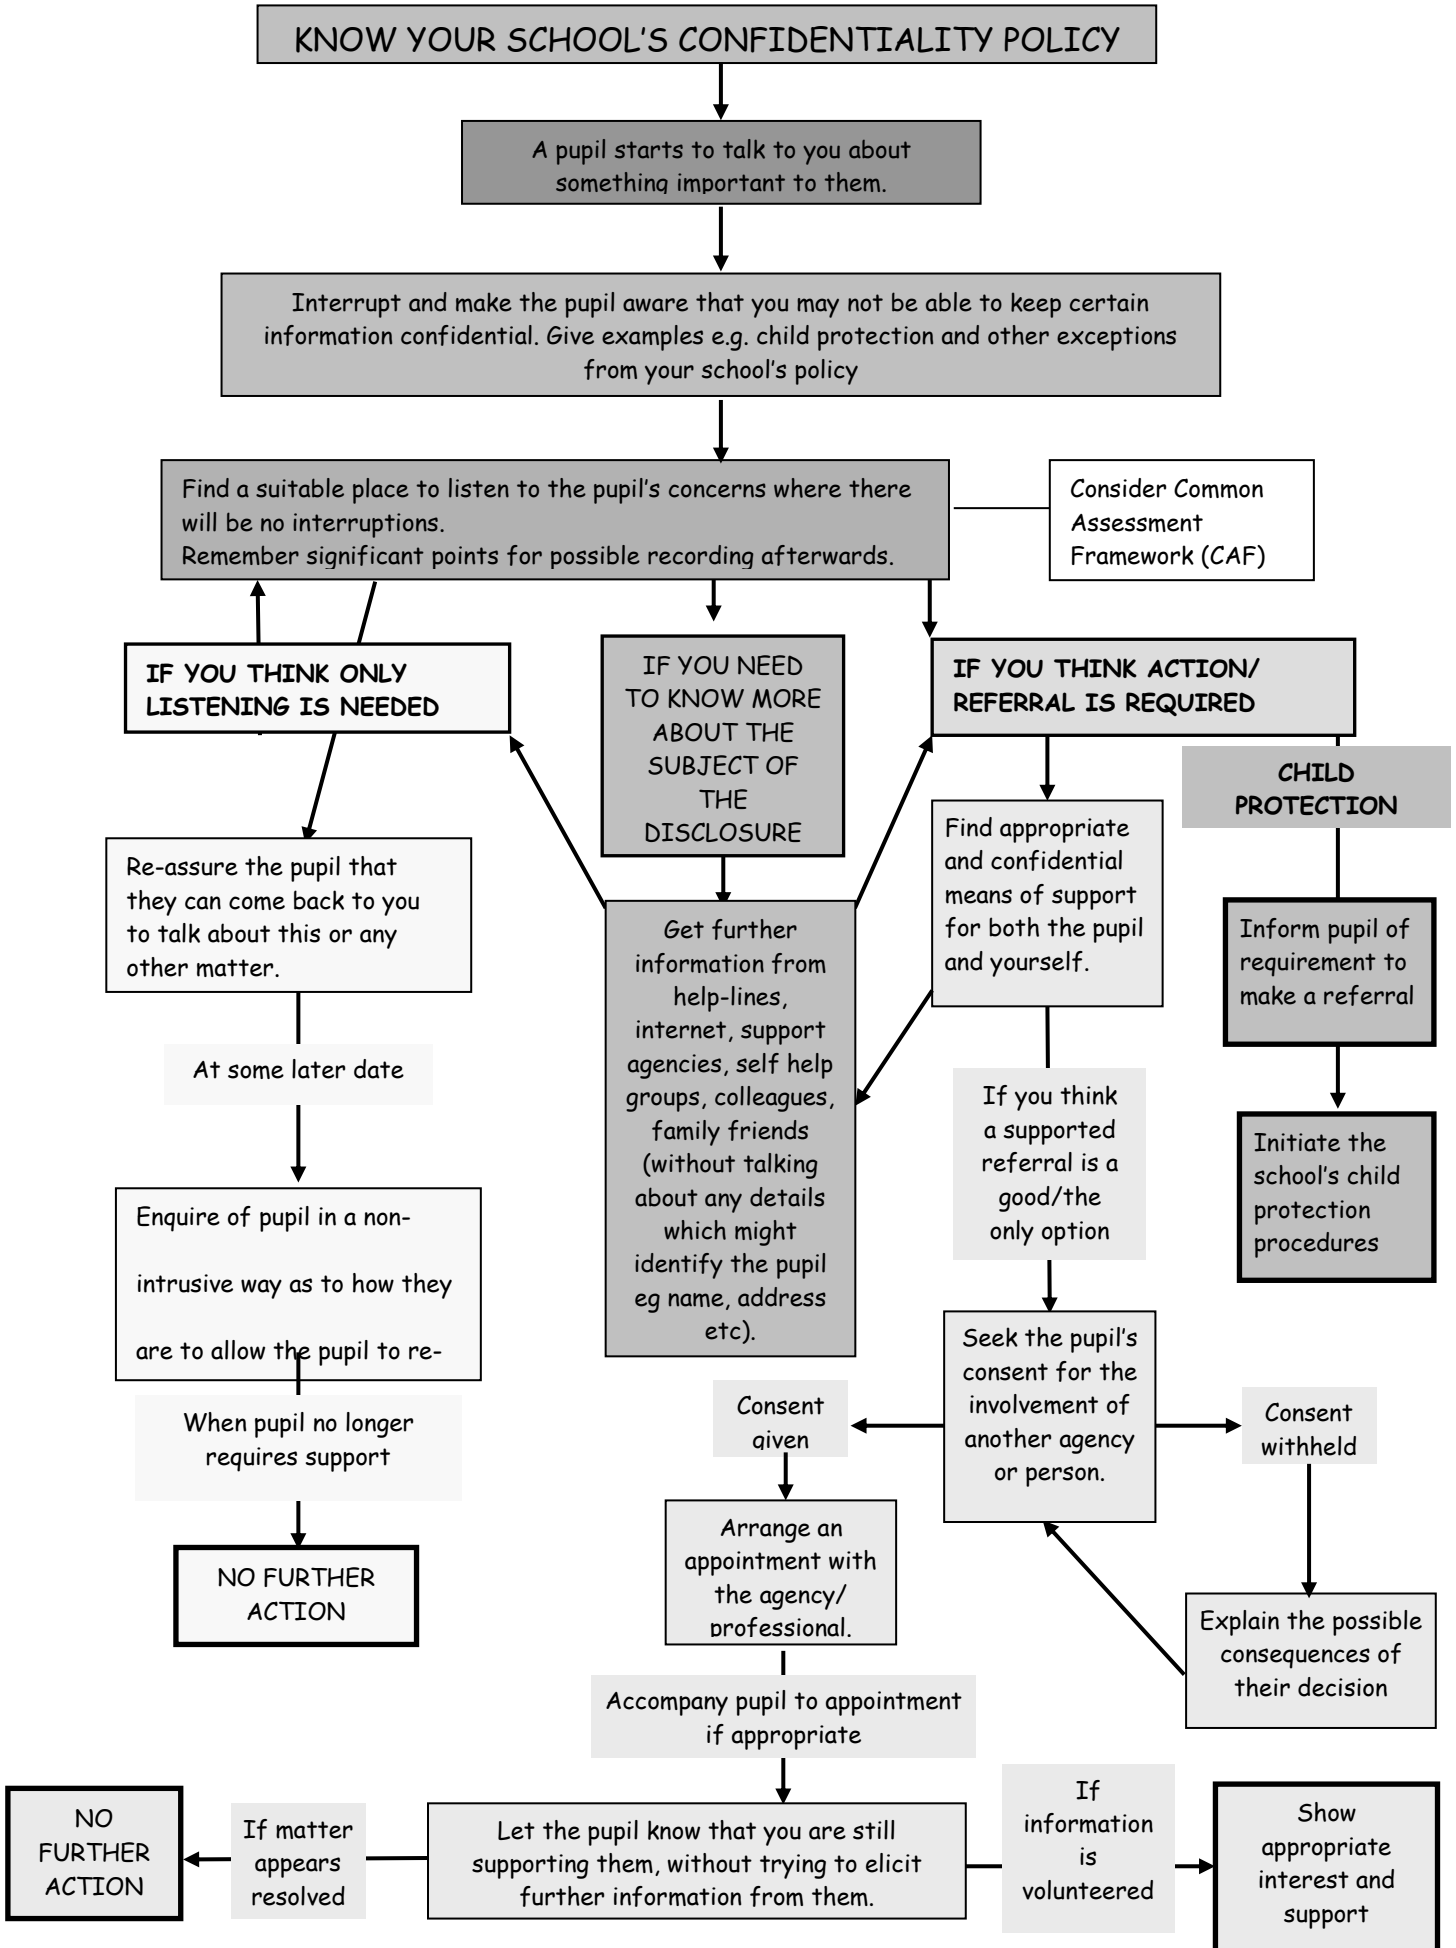 KNOW YOUR SCHOOL'S CONFIDENTIALITY POLICY
A pupil starts to talk to you about
something important to them.
Interrupt and make the pupil aware that you may not be able to keep certain
information confidential. Give examples e.g. child protection and other exceptions
from your school's policy
Find a suitable place to listen to the pupil's concerns where there
will be no interruptions.
Remember significant points for possible recording afterwards.
Consider Common
Assessment
Framework (CAF)
IF YOU THINK ONLY
LISTENING IS NEEDED
IF YOU NEED
TO KNOW MORE
ABOUT THE
SUBJECT OF
THE
DISCLOSURE
IF YOU THINK ACTION/
REFERRAL IS REQUIRED
CHILD
PROTECTION
Re-assure the pupil that
they can come back to you
to talk about this or any
other matter.
Get further
information from
help-lines,
internet, support
agencies, self help
groups, colleagues,
family friends
(without talking
about any details
which might
identify the pupil
eg name, address
etc).
Find appropriate
and confidential
means of support
for both the pupil
and yourself.
Inform pupil of
requirement to
make a referral
At some later date
If you think
a supported
referral is a
good/the
only option
Initiate the
school's child
protection
procedures
Enquire of pupil in a non-
intrusive way as to how they
are to allow the pupil to re-
Seek the pupil's
consent for the
involvement of
another agency
or person.
Consent
given
Consent
withheld
When pupil no longer
requires support
NO FURTHER
ACTION
Arrange an
appointment with
the agency/
professional.
Explain the possible
consequences of
their decision
Accompany pupil to appointment
if appropriate
NO
FURTHER
ACTION
If matter
appears
resolved
Let the pupil know that you are still
supporting them, without trying to elicit
further information from them.
If
information
is
volunteered
Show
appropriate
interest and
support